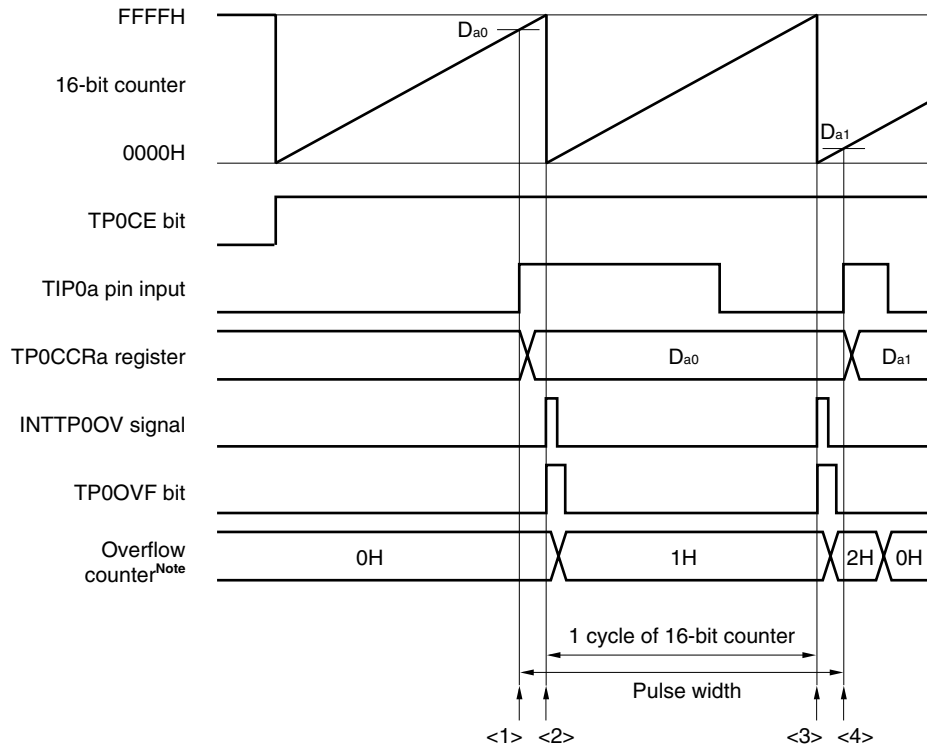 FFFFH
Da0
16-bit counter
Da1
0000H
TP0CE bit
TIP0a pin input
TP0CCRa register
Da0
Da1
INTTP0OV signal
TP0OVF bit
Overflow
counterNote
0H
1H
2H
0H
1 cycle of 16-bit counter
Pulse width
<1> <2> <3> <4>